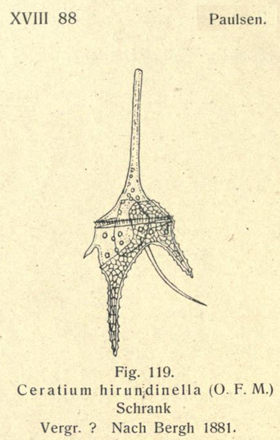 XVIII 88 Paulsen.
Fig. 119.
Ceratium hirundinella (O. F. M.)
Schrank
Vergr. ? Nach Bergh 1881.